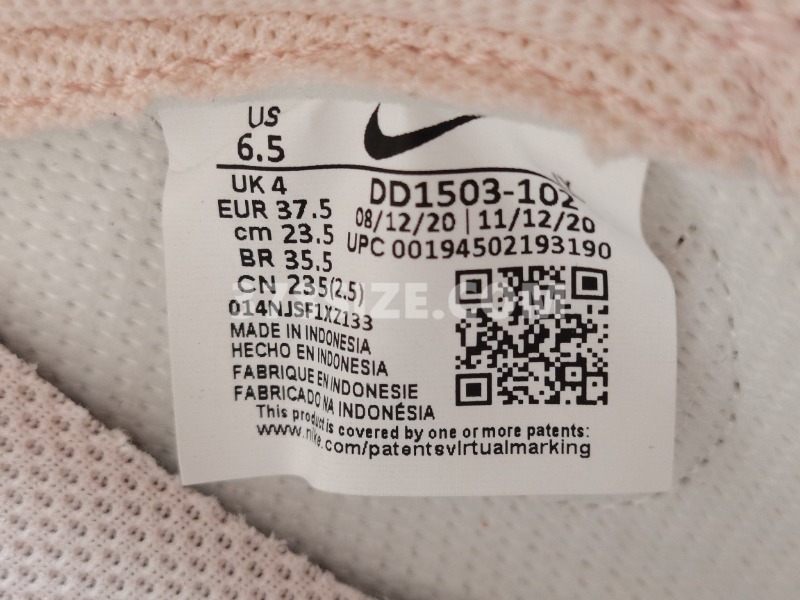 US
6.5
UK 4
EUR 37.5
cm 23.5
BR 35.5
CN 235(2.5)
014NJSF1XZ133
DD1503-102
08/12/20 | 11/12/20
UPC 00194502193190
MADE IN INDONESIA
HECHO EN INDONESIA
FABRIQUE EN INDONESIE
FABRICADO NA INDONÉSIA
This product is covered by one or more patents:
www.nike.com/patentsvirtualmarking